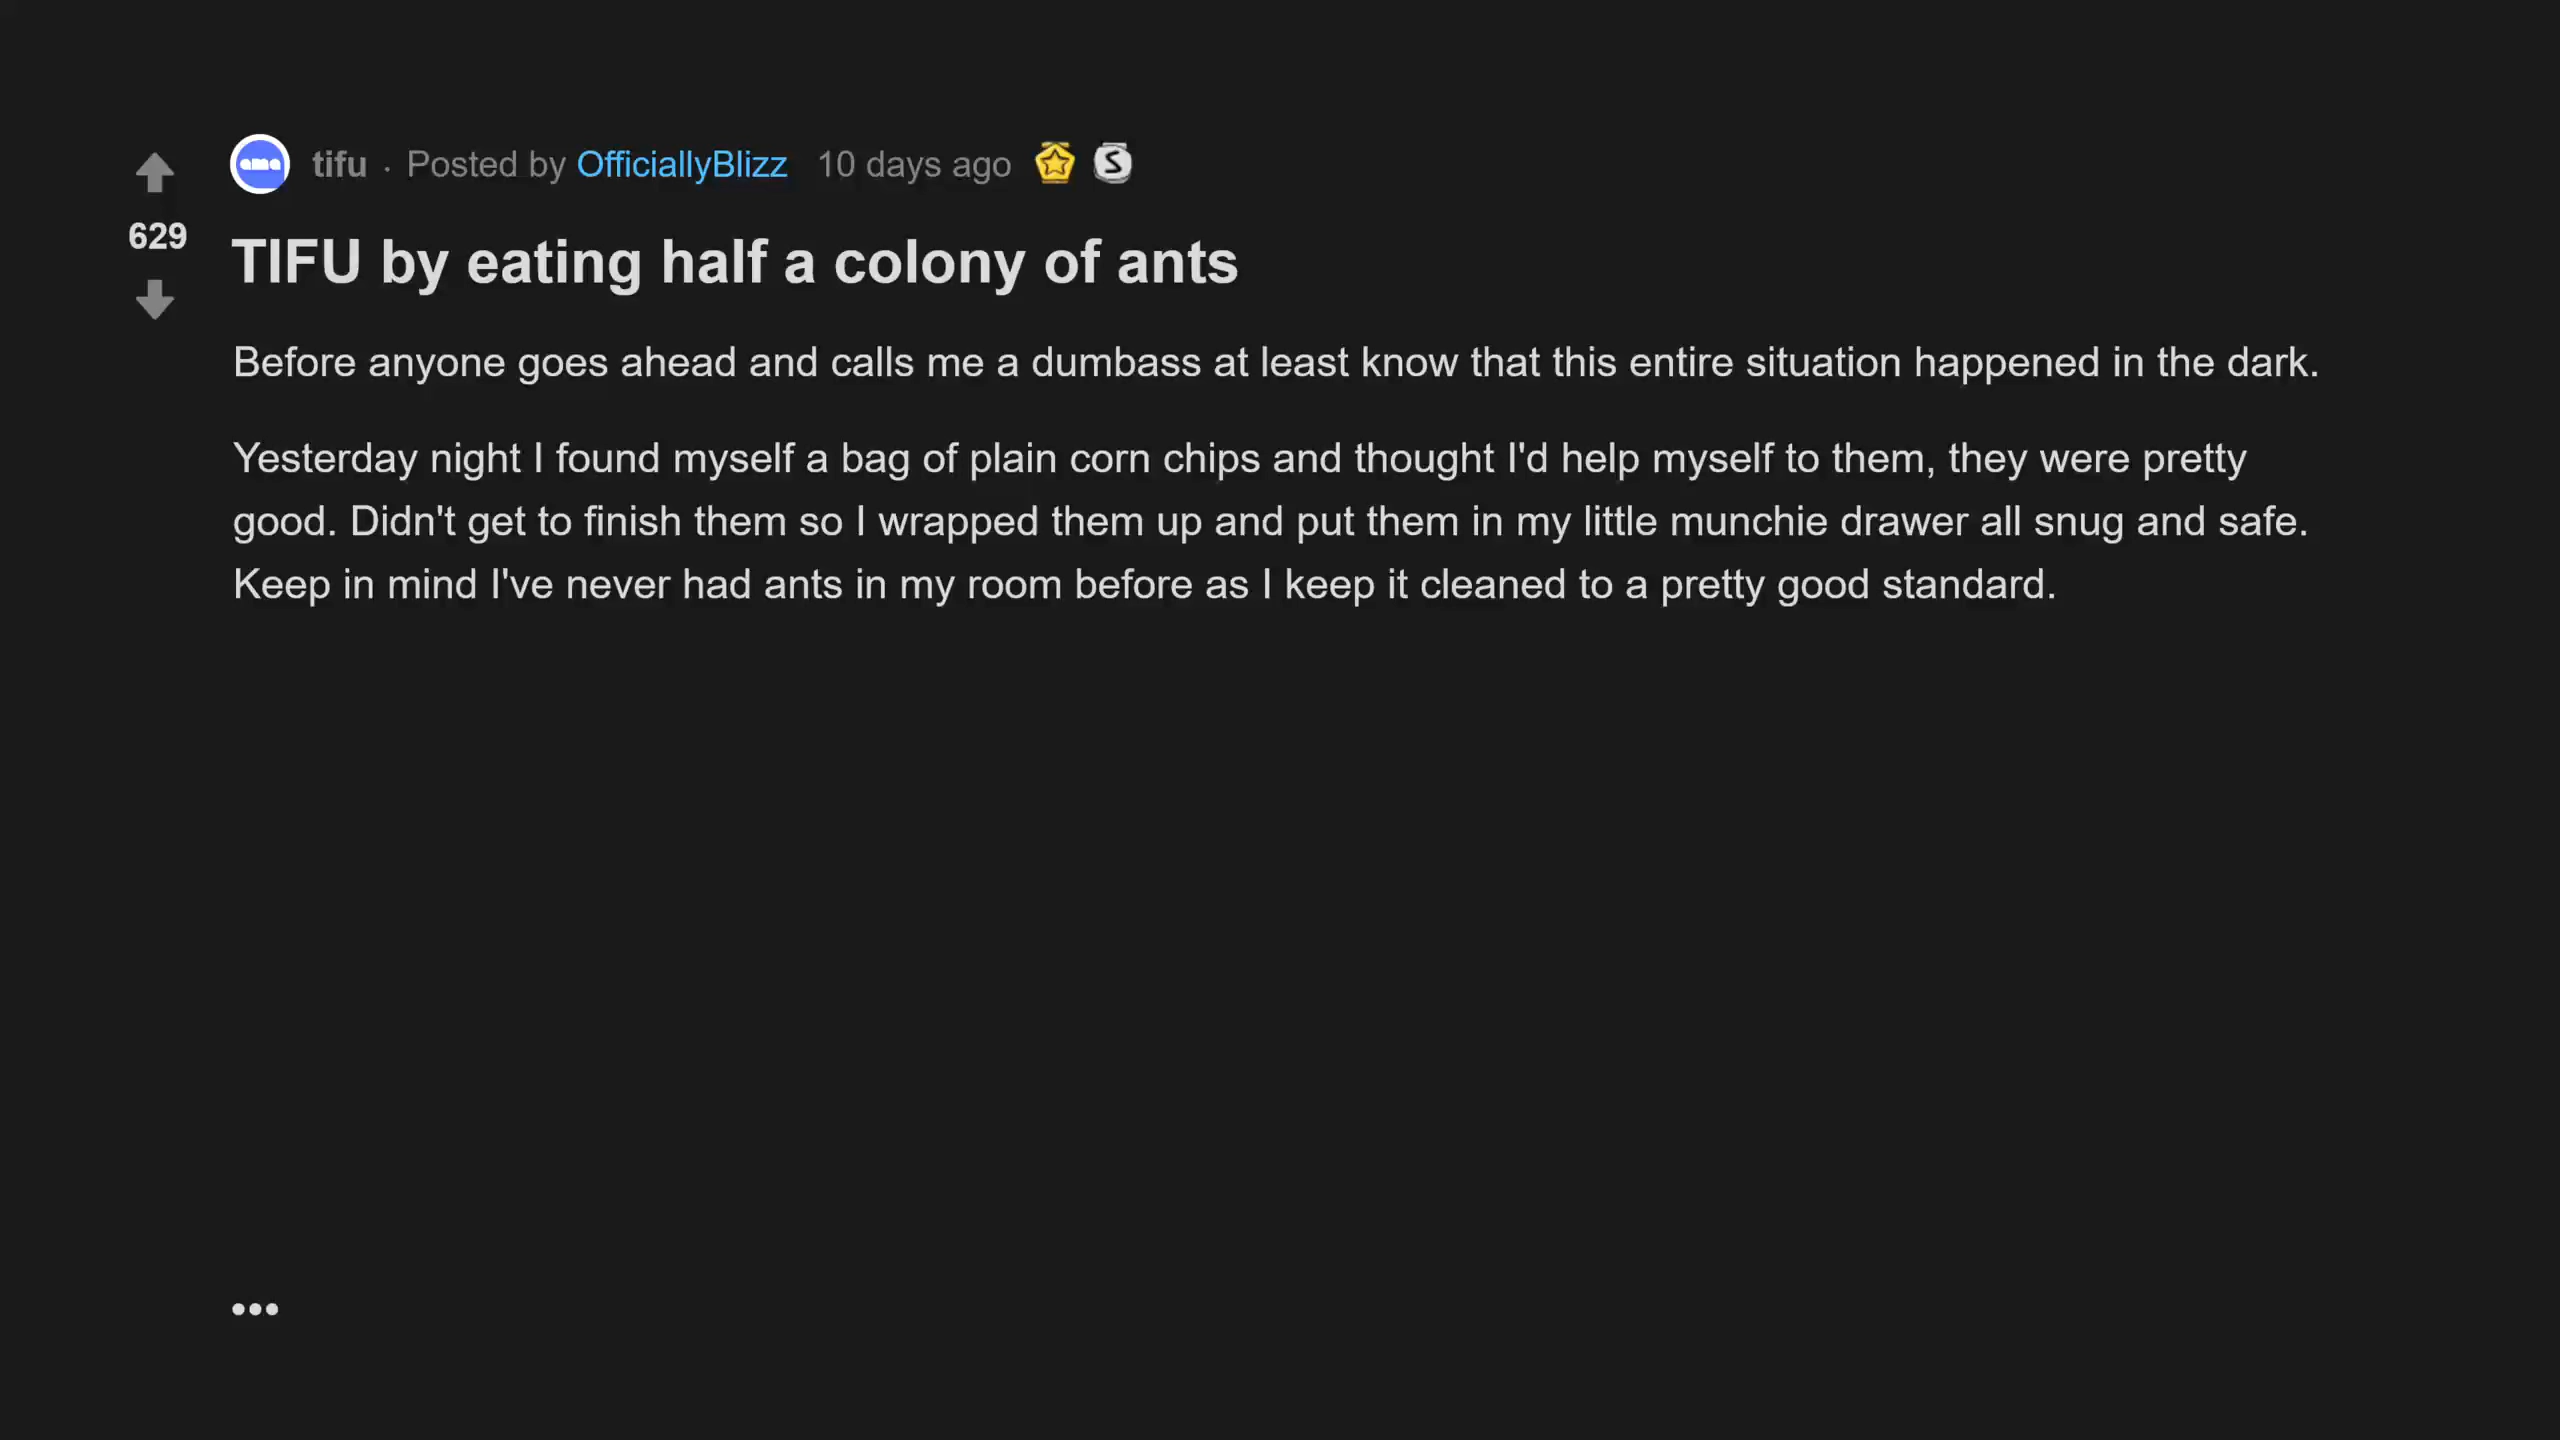 ama tifu · Posted by OfficiallyBlizz 10 days ago S
629
TIFU by eating half a colony of ants
Before anyone goes ahead and calls me a dumbass at least know that this entire situation happened in the dark.
Yesterday night I found myself a bag of plain corn chips and thought I'd help myself to them, they were pretty
good. Didn't get to finish them so I wrapped them up and put them in my little munchie drawer all snug and safe.
Keep in mind I've never had ants in my room before as I keep it cleaned to a pretty good standard.
•••